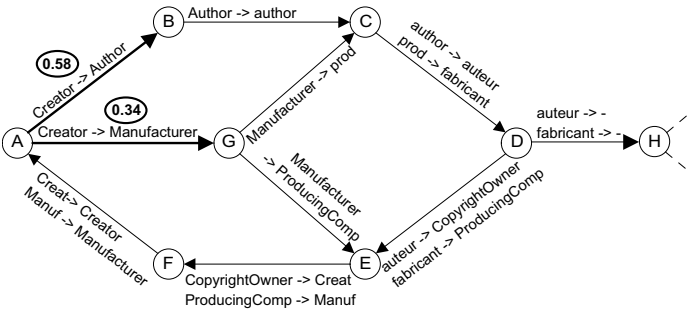 B
Author -> author
C
0.58
Creator -> Author
author -> auteur
prod -> fabricant
0.34
Creator -> Manufacturer
Manufacturer -> prod
auteur -> -
fabricant -> -
A
G
D
H
Manufacturer
-> ProducingComp
Creat-> Creator
Manuf -> Manufacturer
auteur -> CopyrightOwner
fabricant -> ProducingComp
F
E
CopyrightOwner -> Creat
ProducingComp -> Manuf